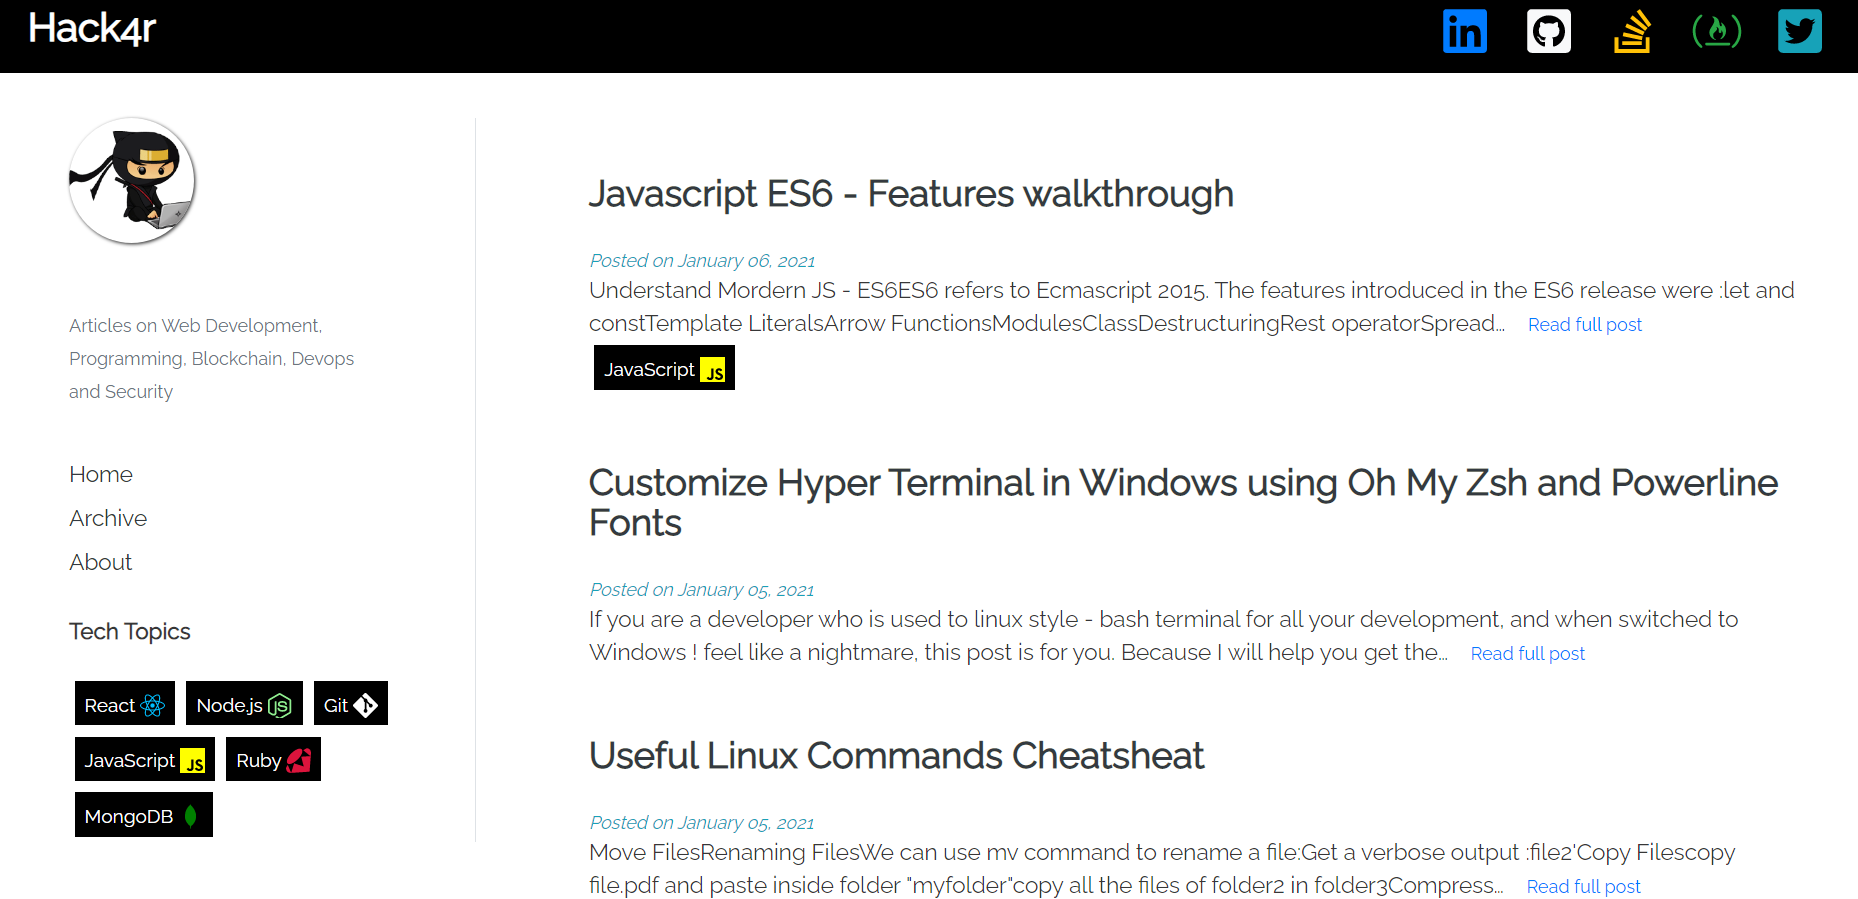 Hack4r
Articles on Web Development,
Programming, Blockchain, Devops
and Security
Home
Archive
About
Tech Topics
React
Node.js JS
Git
JavaScript JS
Ruby
MongoDB
Javascript ES6 - Features walkthrough
Posted on January 06, 2021
Understand Mordern JS - ES6ES6 refers to Ecmascript 2015. The features introduced in the ES6 release were :let and
constTemplate LiteralsArrow FunctionsModulesClassDestructuringRest operatorSpread... Read full post
JavaScript JS
Customize Hyper Terminal in Windows using Oh My Zsh and Powerline
Fonts
Posted on January 05, 2021
If you are a developer who is used to linux style - bash terminal for all your development, and when switched to
Windows ! feel like a nightmare, this post is for you. Because I will help you get the... Read full post
Useful Linux Commands Cheatsheat
Posted on January 05, 2021
Move FilesRenaming FilesWe can use mv command to rename a file:Get a verbose output :file2'Copy Filescopy
file.pdf and paste inside folder "myfolder"copy all the files of folder2 in folder3Compress... Read full post